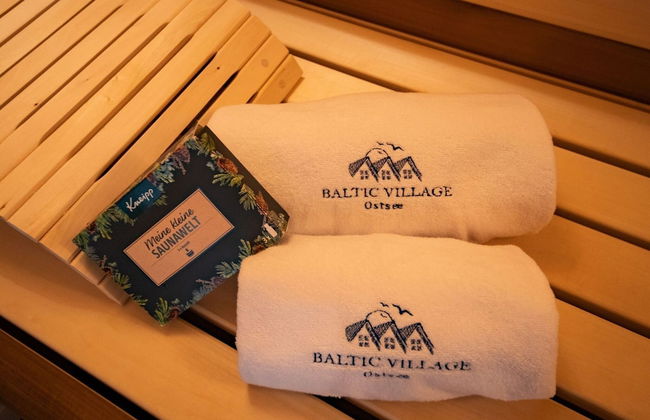 BALTIC VILLAGE
Ostsee
Kneipp
Meine kleine
SAUNAWELT
BALTIC VILLAGE
Ostsee